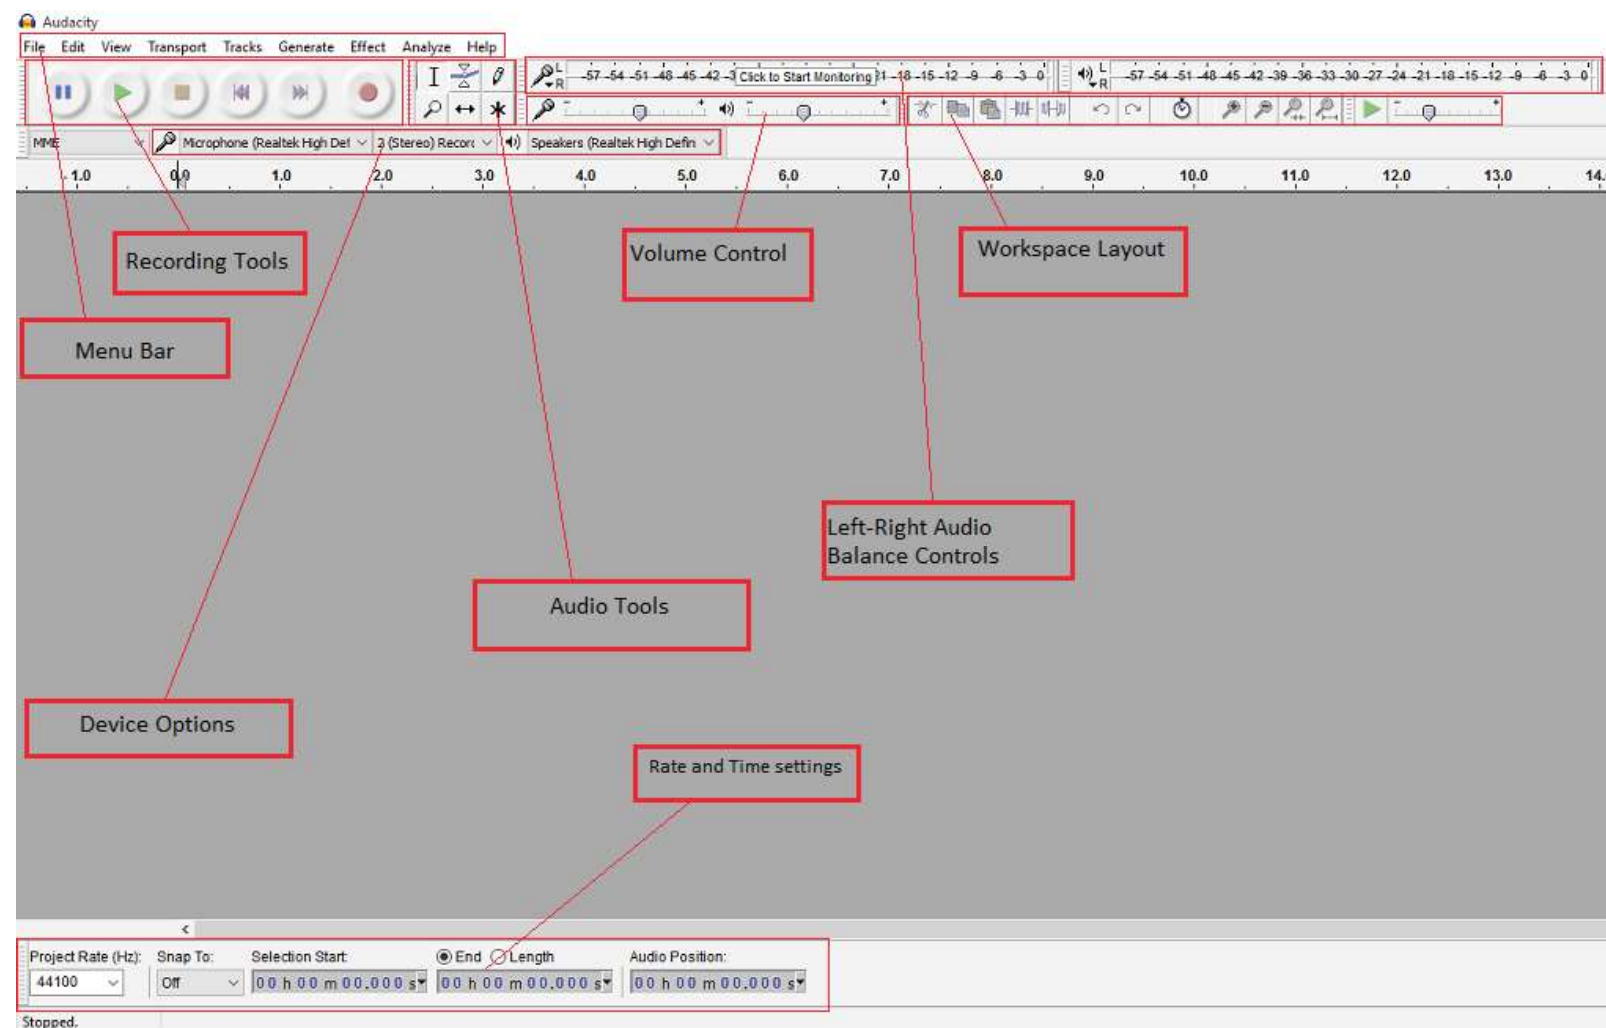 Audacity
File Edit View Transport Tracks Generate Effect Analyze Help
L
R
-57 -54 -51 -48 -45 -42 -3 Click to Start Monitoring 21 -18 -15 -12 -9 -6 -3 0
L
R
-57 -54 -51 -48 -45 -42 -39 -36 -33 -30 -27 -24 -21 -18 -15 -12 -9 -6 -3 0
MME Microphone (Realtek High Def 2 (Stereo) Recor Speakers (Realtek High Defin
- 1.0 0.0 1.0 2.0 3.0 4.0 5.0 6.0 7.0 8.0 9.0 10.0 11.0 12.0 13.0 14.
Recording Tools
Volume Control
Workspace Layout
Menu Bar
Left-Right Audio
Balance Controls
Audio Tools
Device Options
Rate and Time settings
Project Rate (Hz): Snap To: Selection Start: End Length Audio Position:
44100 Off 00 h 00 m 00.000 s 00 h 00 m 00.000 s 00 h 00 m 00.000 s
Stopped.